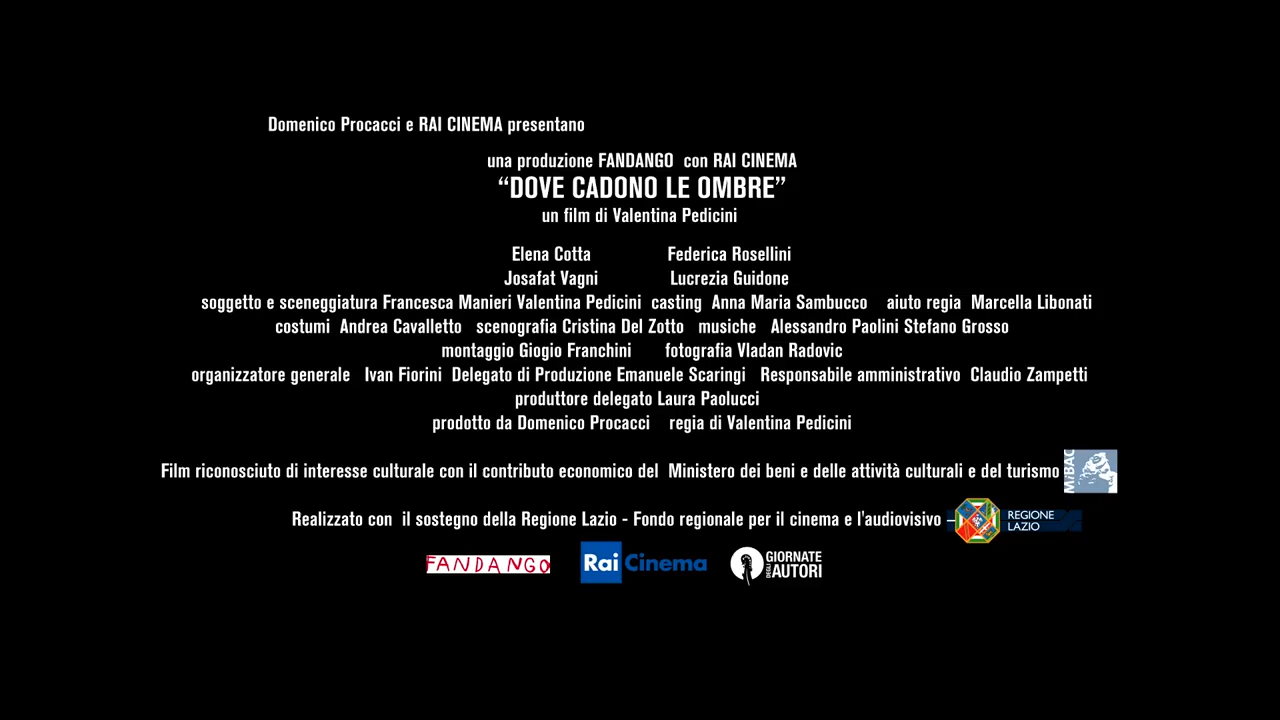 Domenico Procacci e RAI CINEMA presentano
una produzione FANDANGO con RAI CINEMA
“DOVE CADONO LE OMBRE”
un film di Valentina Pedicini
Elena Cotta Federica Rosellini
Josafat Vagni Lucrezia Guidone
soggetto e sceneggiatura Francesca Manieri Valentina Pedicini casting Anna Maria Sambucco aiuto regia Marcella Libonati
costumi Andrea Cavalletto scenografia Cristina Del Zotto musiche Alessandro Paolini Stefano Grosso
montaggio Giogio Franchini fotografia Vladan Radovic
organizzatore generale Ivan Fiorini Delegato di Produzione Emanuele Scaringi Responsabile amministrativo Claudio Zampetti
produttore delegato Laura Paolucci
prodotto da Domenico Procacci regia di Valentina Pedicini
Film riconosciuto di interesse culturale con il contributo economico del Ministero dei beni e delle attività culturali e del turismo MiBAC
Realizzato con il sostegno della Regione Lazio - Fondo regionale per il cinema e l'audiovisivo –
REGIONE
LAZIO
FANDANGO
Rai Cinema
GIORNATE
DEGLI AUTORI